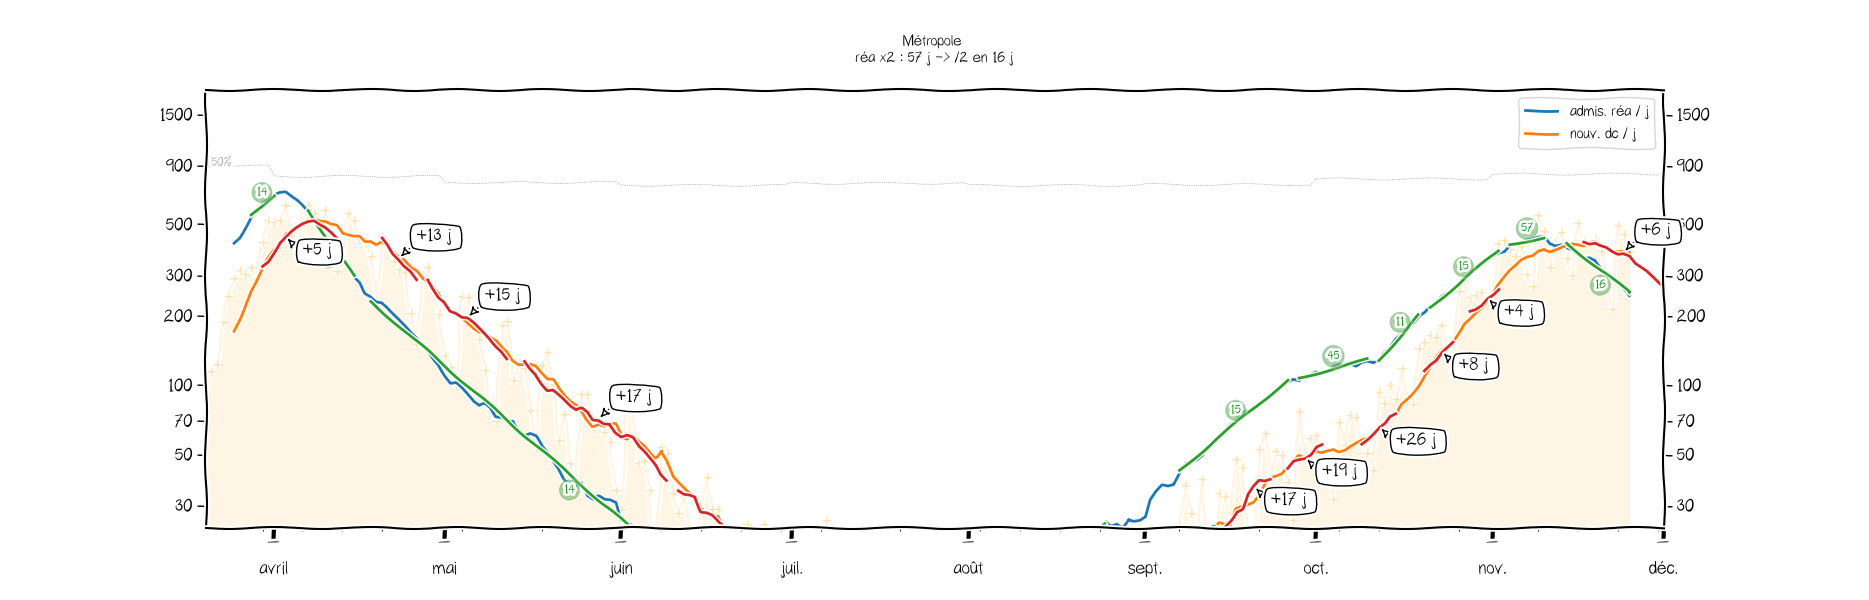 Métropole
réa x2 : 57 j -> /2 en 16 j
admis. réa / j
nouv. dc / j
1500
900
500
300
200
100
70
50
30
50%
14
+5 j
+13 j
+15 j
+17 j
14
15
45
11
15
57
16
+6 j
+4 j
+8 j
+26 j
+19 j
+17 j
1500
900
500
300
200
100
70
50
30
avril mai juin juil. août sept. oct. nov. déc.